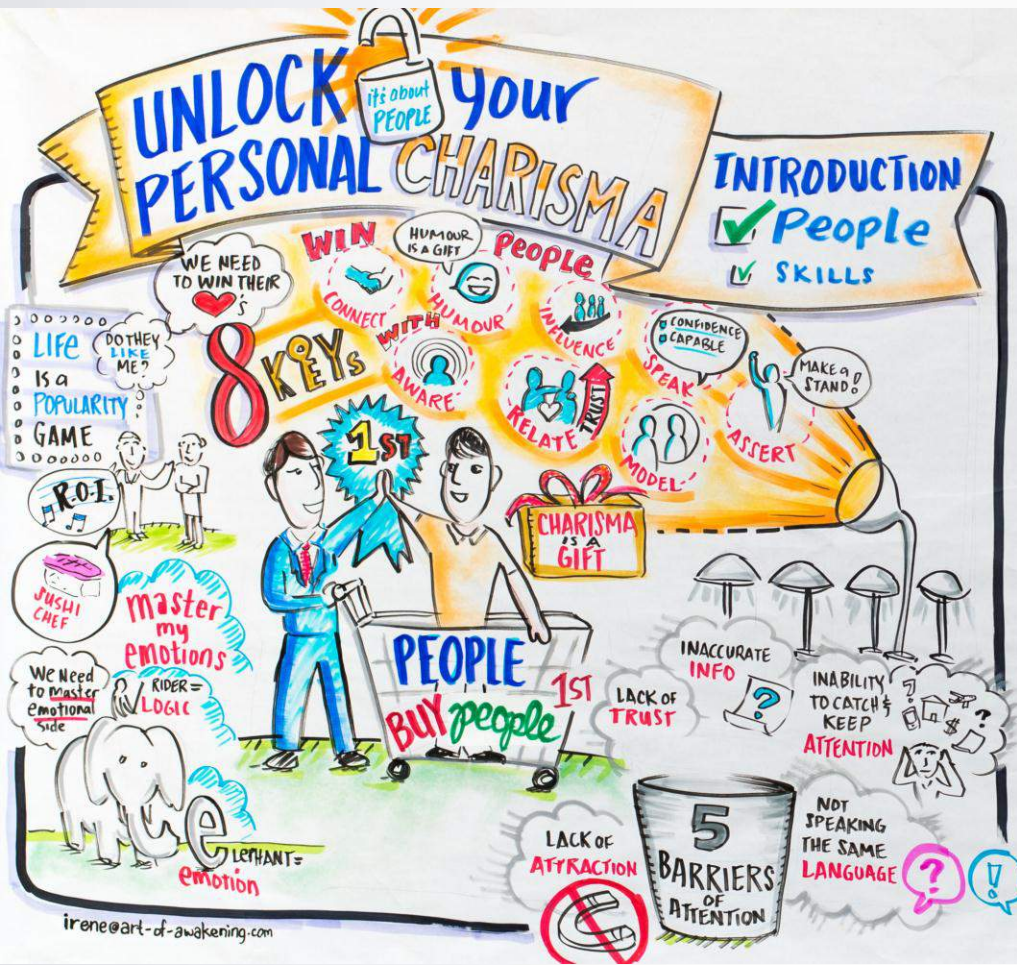 UNLOCK your
it's about
PEOPLE
PERSONAL CHARISMA
INTRODUCTION
People
SKILLS
WE NEED
TO WIN THEIR
'S
WIN
People
WITH
8
KEYS
CONNECT
HUMOUR
IS A GIFT
HUMOUR
INFLUENCE
CONFIDENCE
CAPABLE
SPEAK
MAKE a
STAND!
ASSERT
AWARE
RELATE
TRUST
MODEL
LIFE
Is a
POPULARITY
GAME
DO THEY
LIKE
ME?
R.O.I.
SUSHI
CHEF
1ST
CHARISMA
IS A
GIFT
master
my
emotions
We Need
to master
emotional
side
RIDER =
LOGIC
eLEPHANT =
emotion
PEOPLE
BUY people 1ST
LACK OF
TRUST
INACCURATE
INFO
?
INABILITY
TO CATCH &
KEEP
ATTENTION
? $ ?
LACK OF
ATTRACTION
5
BARRIERS
OF
ATTENTION
NOT
SPEAKING
THE SAME
LANGUAGE
? !
irene@art-of-awakening.com